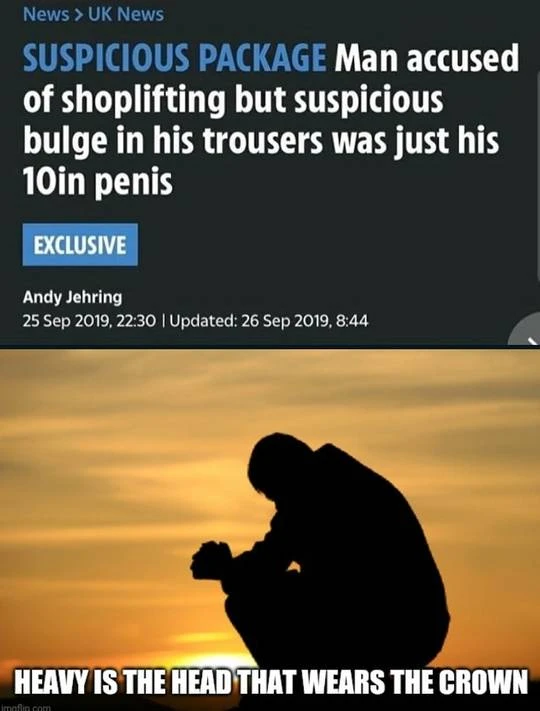 News > UK News
SUSPICIOUS PACKAGE Man accused
of shoplifting but suspicious
bulge in his trousers was just his
10in penis
EXCLUSIVE
Andy Jehring
25 Sep 2019, 22:30 | Updated: 26 Sep 2019, 8:44
HEAVY IS THE HEAD THAT WEARS THE CROWN
imgflip.com